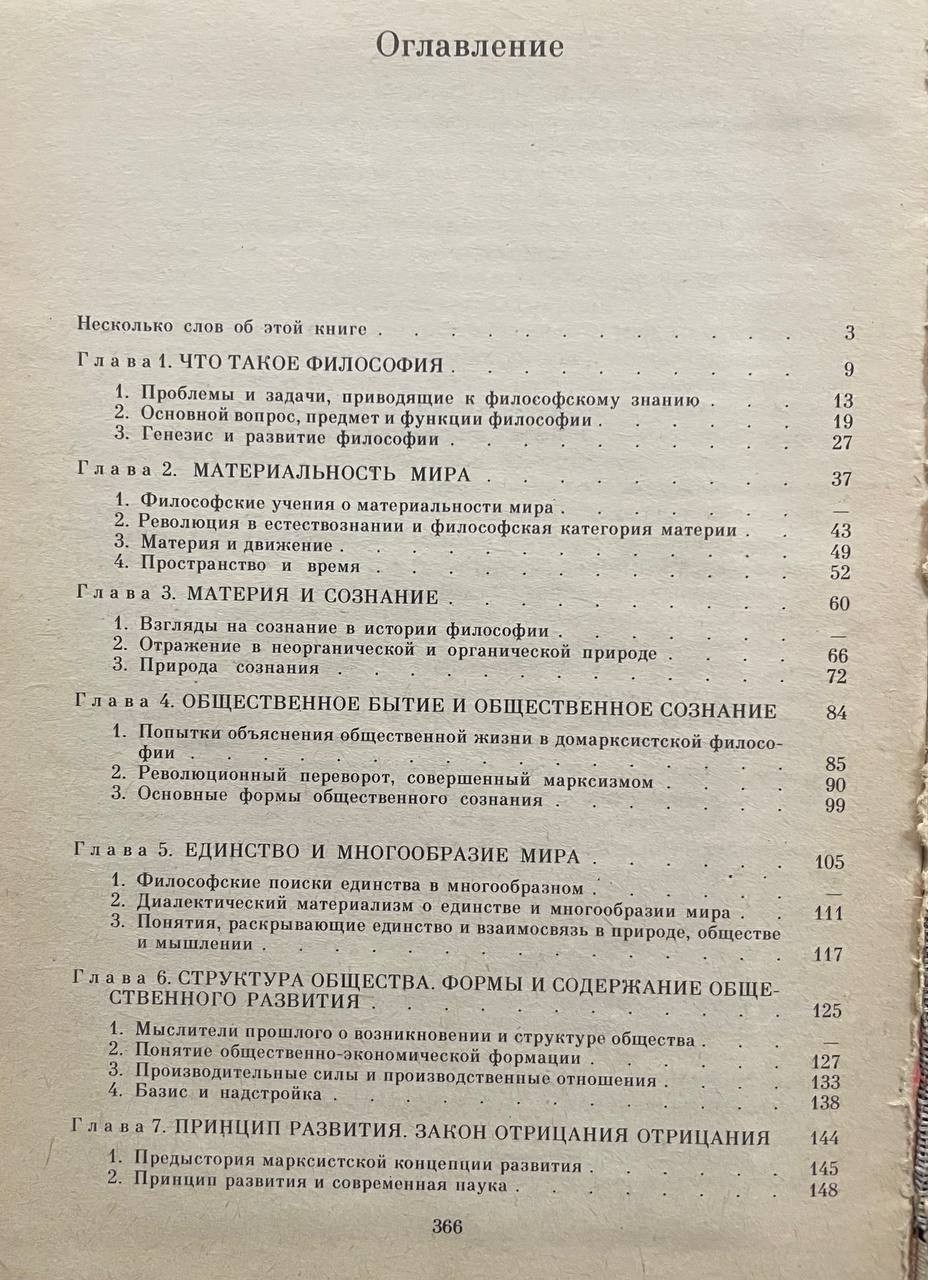 Оглавление
Несколько слов об этой книге . . . . . . . . . . 3
Глава 1. ЧТО ТАКОЕ ФИЛОСОФИЯ . . . . . . . . 9
1. Проблемы и задачи, приводящие к философскому знанию . . . 13
2. Основной вопрос, предмет и функции философии . . . . . 19
3. Генезис и развитие философии . . . . . . . . 27
Глава 2. МАТЕРИАЛЬНОСТЬ МИРА . . . . . . . 37
1. Философские учения о материальности мира . . . . . . —
2. Революция в естествознании и философская категория материи . . 43
3. Материя и движение . . . . . . . . . . 49
4. Пространство и время . . . . . . . . . . 52
Глава 3. МАТЕРИЯ И СОЗНАНИЕ . . . . . . . . 60
1. Взгляды на сознание в истории философии . . . . . . —
2. Отражение в неорганической и органической природе . . . . 66
3. Природа сознания . . . . . . . . . . . 72
Глава 4. ОБЩЕСТВЕННОЕ БЫТИЕ И ОБЩЕСТВЕННОЕ СОЗНАНИЕ 84
1. Попытки объяснения общественной жизни в домарксистской филосо-
фии . . . . . . . . . . . . . . 85
2. Революционный переворот, совершенный марксизмом . . . . 90
3. Основные формы общественного сознания . . . . . . 99
Глава 5. ЕДИНСТВО И МНОГООБРАЗИЕ МИРА . . . . . 105
1. Философские поиски единства в многообразном . . . . . —
2. Диалектический материализм о единстве и многообразии мира . . 111
3. Понятия, раскрывающие единство и взаимосвязь в природе, обществе
и мышлении . . . . . . . . . . . . 117
Глава 6. СТРУКТУРА ОБЩЕСТВА. ФОРМЫ И СОДЕРЖАНИЕ ОБЩЕ-
СТВЕННОГО РАЗВИТИЯ . . . . . . . . . 125
1. Мыслители прошлого о возникновении и структуре общества . . . —
2. Понятие общественно-экономической формации . . . . . 127
3. Производительные силы и производственные отношения . . . . 133
4. Базис и надстройка . . . . . . . . . . . 138
Глава 7. ПРИНЦИП РАЗВИТИЯ. ЗАКОН ОТРИЦАНИЯ ОТРИЦАНИЯ 144
1. Предыстория марксистской концепции развития . . . . . 145
2. Принцип развития и современная наука . . . . . . . 148
366